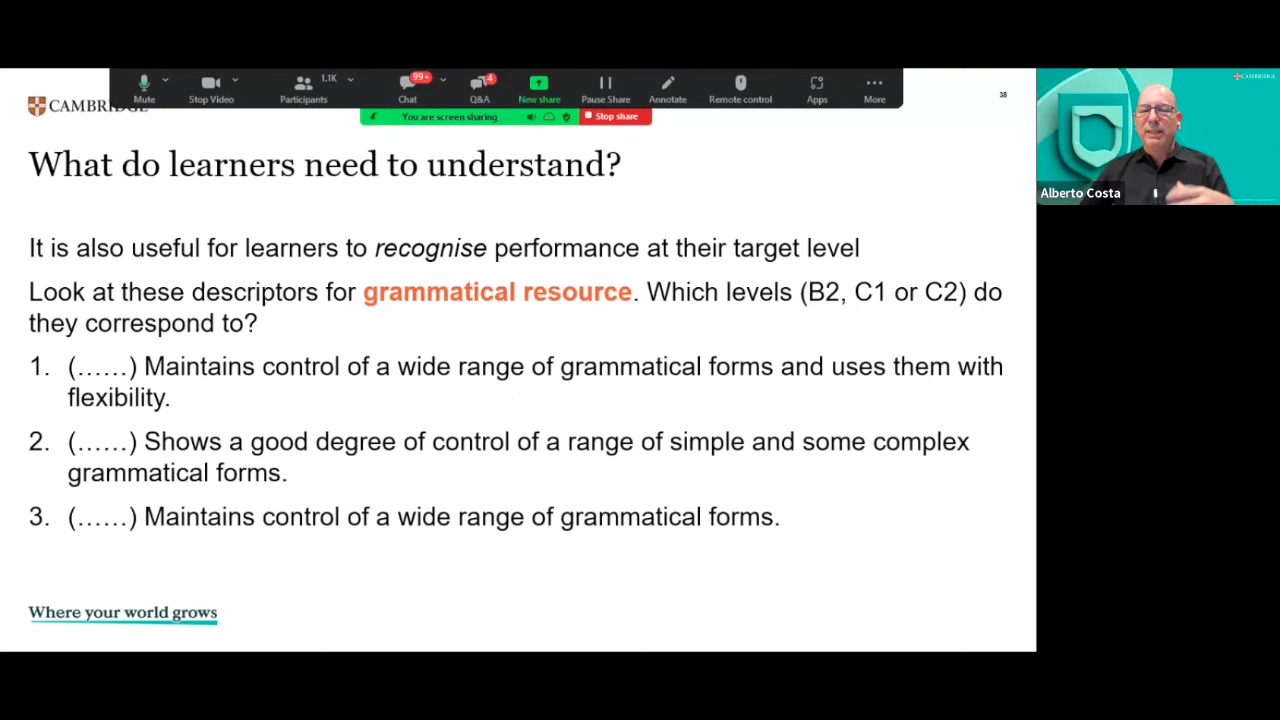 Mute
Stop Video
1.1K
Participants
99+
Chat
4
Q&A
New share
Pause Share
Annotate
Remote control
Apps
More
You are screen sharing
Stop share
CAMBRIDGE
38
CAMBRIDGE
Alberto Costa
What do learners need to understand?
It is also useful for learners to recognise performance at their target level
Look at these descriptors for grammatical resource. Which levels (B2, C1 or C2) do
they correspond to?
1. (……) Maintains control of a wide range of grammatical forms and uses them with
flexibility.
2. (……) Shows a good degree of control of a range of simple and some complex
grammatical forms.
3. (……) Maintains control of a wide range of grammatical forms.
Where your world grows